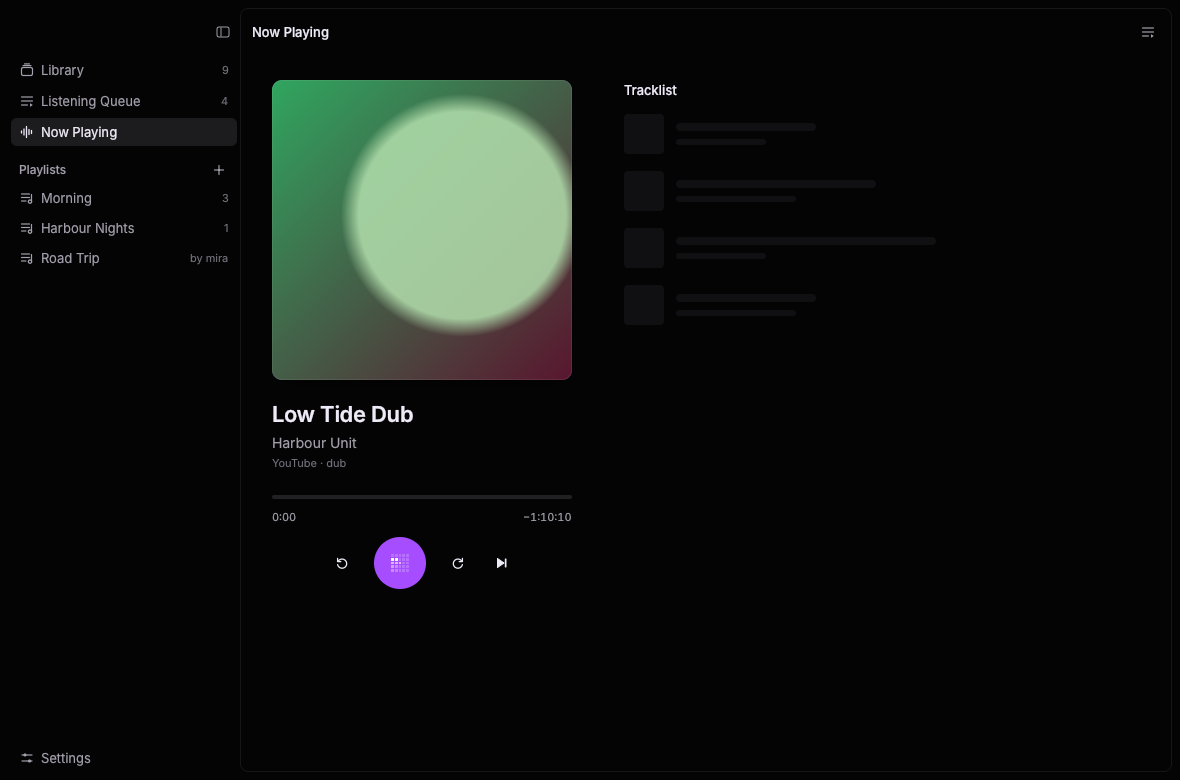 Now Playing
Library 9
Listening Queue 4
Now Playing
Playlists
Morning 3
Harbour Nights 1
Road Trip by mira
Settings
Tracklist
Low Tide Dub
Harbour Unit
YouTube · dub
0:00 −1:10:10